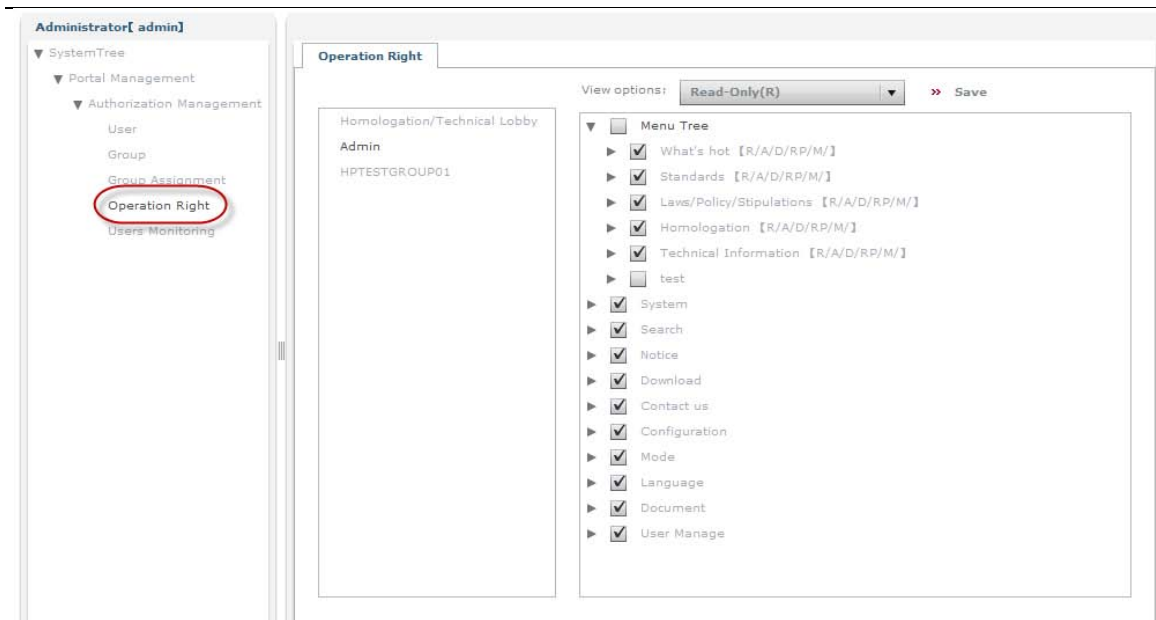 Administrator[ admin]
SystemTree
Portal Management
Authorization Management
User
Group
Group Assignment
Operation Right
Users Monitoring
Operation Right
View options: Read-Only(R) » Save
Homologation/Technical Lobby
Admin
HPTESTGROUP01
Menu Tree
What's hot 【R/A/D/RP/M/】
Standards 【R/A/D/RP/M/】
Laws/Policy/Stipulations 【R/A/D/RP/M/】
Homologation 【R/A/D/RP/M/】
Technical Information 【R/A/D/RP/M/】
test
System
Search
Notice
Download
Contact us
Configuration
Mode
Language
Document
User Manage